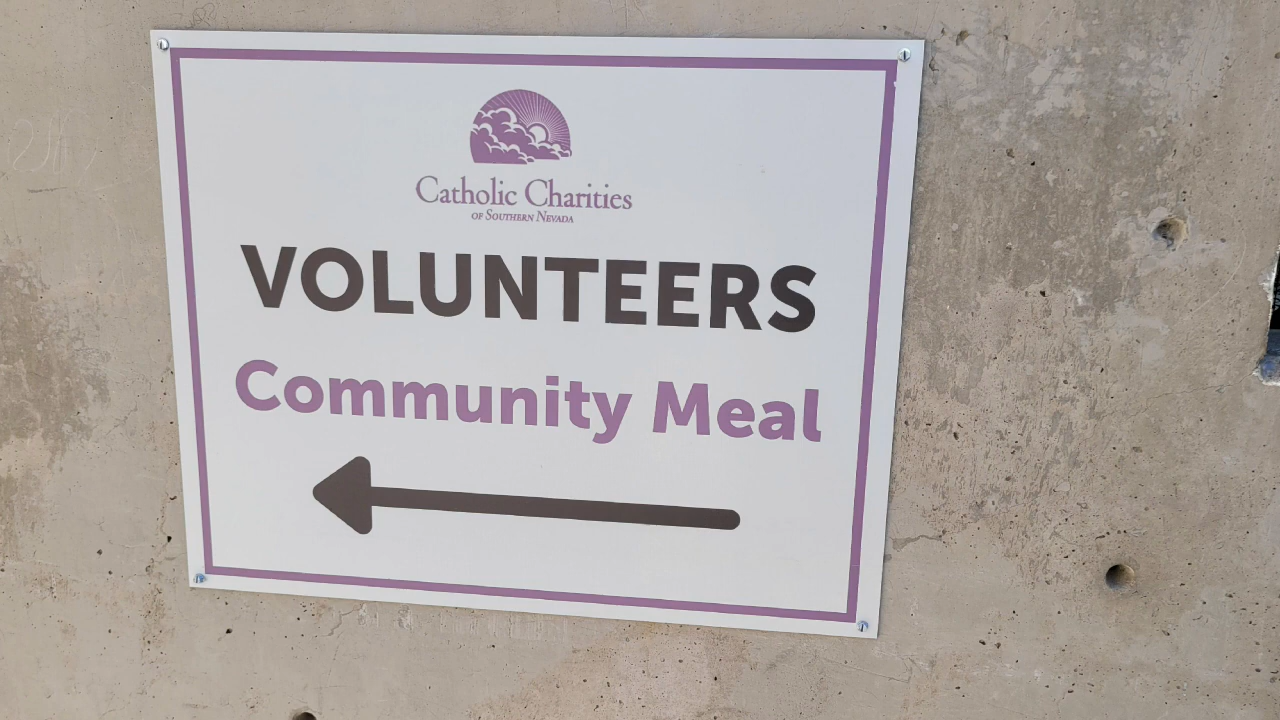 Catholic Charities
OF SOUTHERN NEVADA
VOLUNTEERS
Community Meal